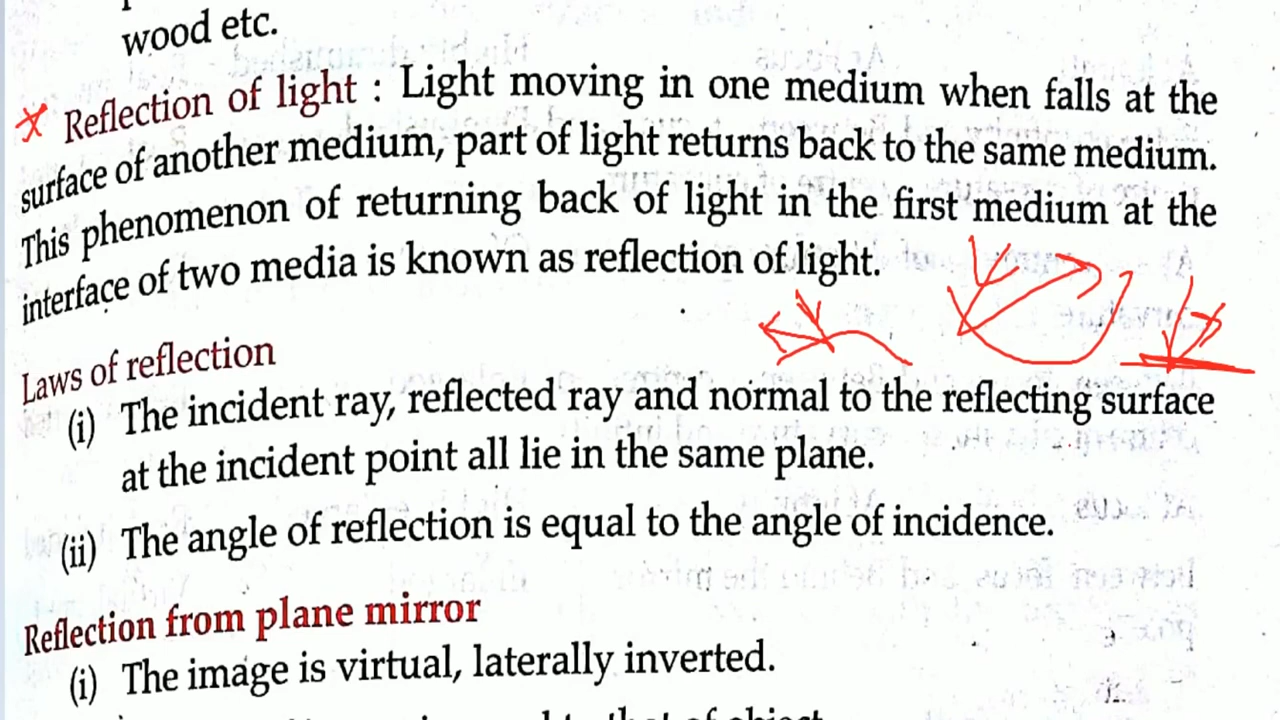 wood etc.
Reflection of light : Light moving in one medium when falls at the
surface of another medium, part of light returns back to the same medium.
This phenomenon of returning back of light in the first medium at the
interface of two media is known as reflection of light.
Laws of reflection
(i) The incident ray, reflected ray and normal to the reflecting surface
at the incident point all lie in the same plane.
(ii) The angle of reflection is equal to the angle of incidence.
Reflection from plane mirror
(i) The image is virtual, laterally inverted.
to that of object